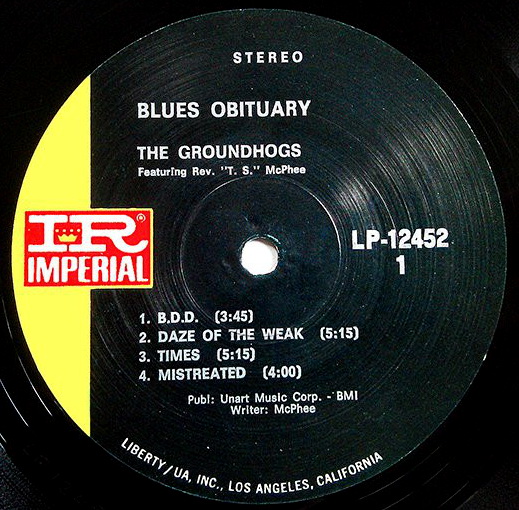 STEREO
BLUES OBITUARY
THE GROUNDHOGS
Featuring Rev. "T. S." McPhee
IR®
IMPERIAL
LP-12452
1
1. B.D.D. (3:45)
2. DAZE OF THE WEAK (5:15)
3. TIMES (5:15)
4. MISTREATED (4:00)
Publ: Unart Music Corp. - BMI
Writer: McPhee
LIBERTY/UA, INC., LOS ANGELES, CALIFORNIA